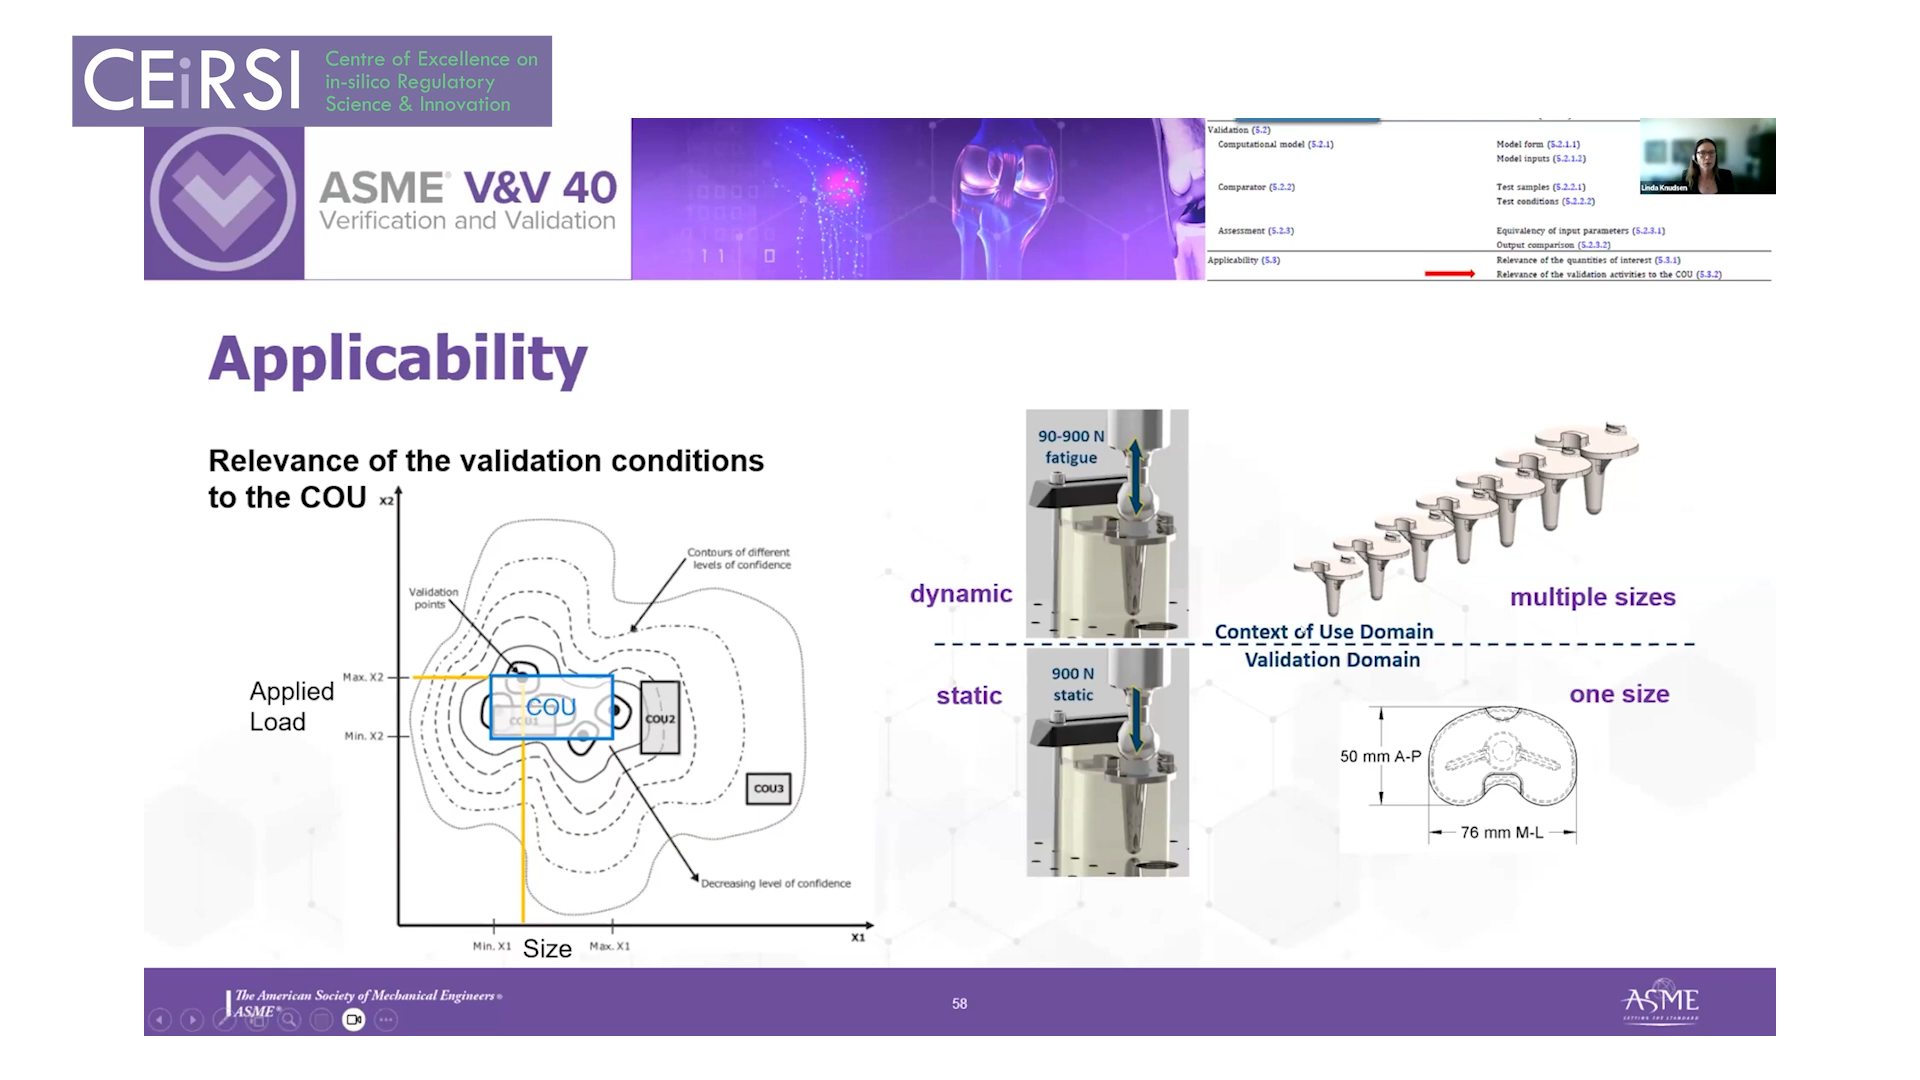 CEiRSI
Centre of Excellence on
in-silico Regulatory
Science & Innovation
ASME® V&V 40
Verification and Validation
Validation (5.2)
Computational model (5.2.1)
Model form (5.2.1.1)
Model inputs (5.2.1.2)
Comparator (5.2.2)
Test samples (5.2.2.1)
Test conditions (5.2.2.2)
Assessment (5.2.3)
Equivalency of input parameters (5.2.3.1)
Output comparison (5.2.3.2)
Applicability (5.3)
Relevance of the quantities of interest (5.3.1)
Relevance of the validation activities to the COU (5.3.2)
Linda Knudsen
Applicability
Relevance of the validation conditions
to the COU
X2
Contours of different
levels of confidence
Validation
points
Applied
Load
Max. X2
Min. X2
COU
COU1
COU2
COU3
Decreasing level of confidence
Min. X1
Size
Max. X1
X1
90-900 N
fatigue
dynamic
multiple sizes
Context of Use Domain
Validation Domain
900 N
static
static
one size
50 mm A-P
76 mm M-L
The American Society of Mechanical Engineers®
ASME®
58
ASME
SETTING THE STANDARD